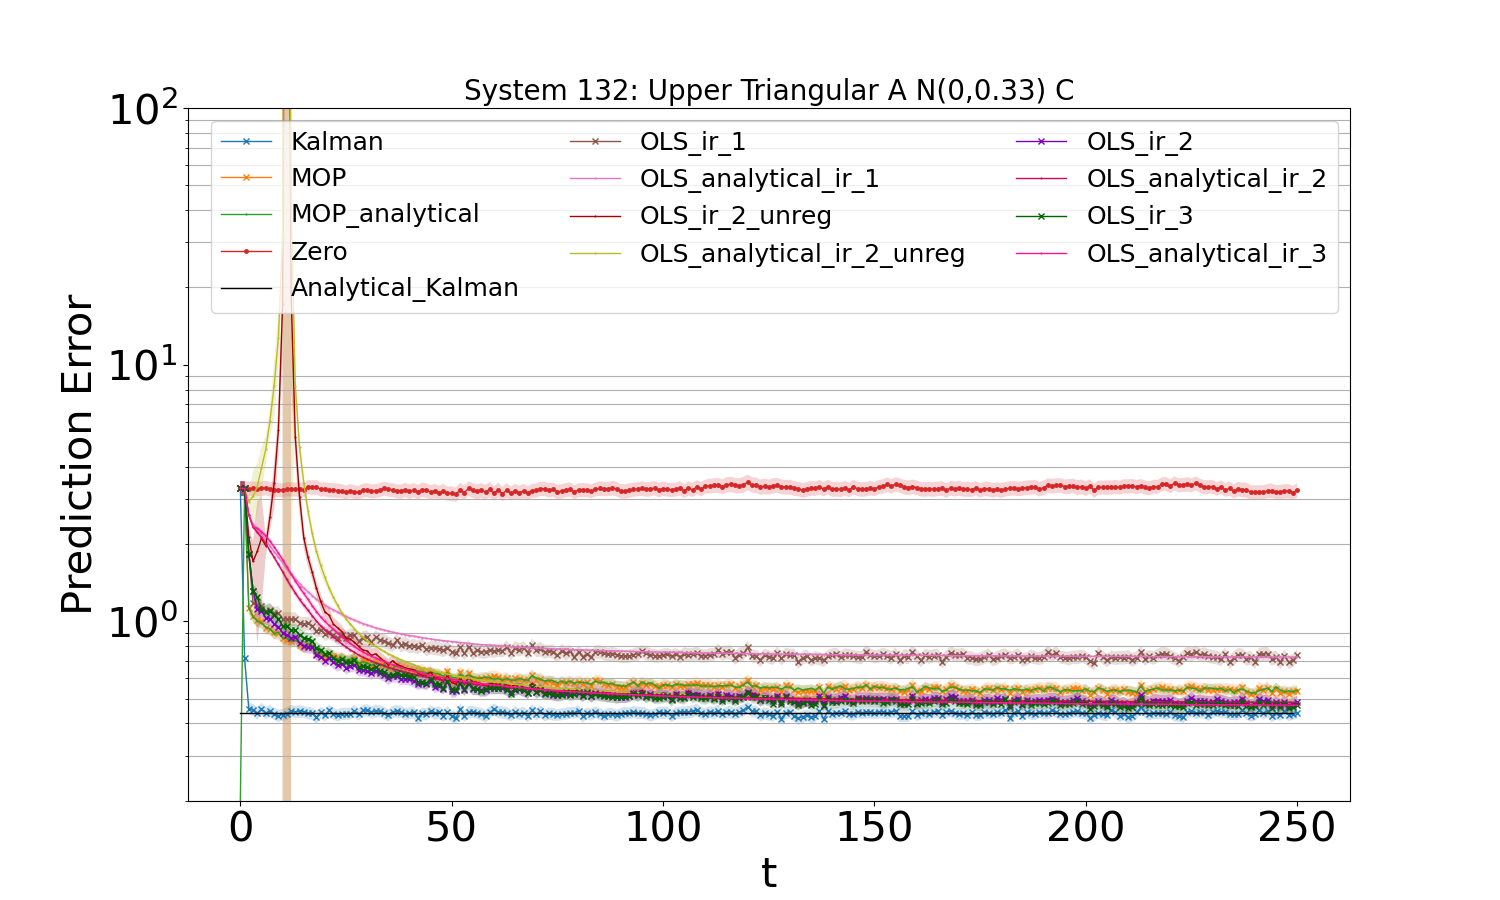 System 132: Upper Triangular A N(0,0.33) C
10²
10¹
10⁰
Prediction Error
Kalman
MOP
MOP_analytical
Zero
Analytical_Kalman
OLS_ir_1
OLS_analytical_ir_1
OLS_ir_2_unreg
OLS_analytical_ir_2_unreg
OLS_ir_2
OLS_analytical_ir_2
OLS_ir_3
OLS_analytical_ir_3
0 50 100 150 200 250
t